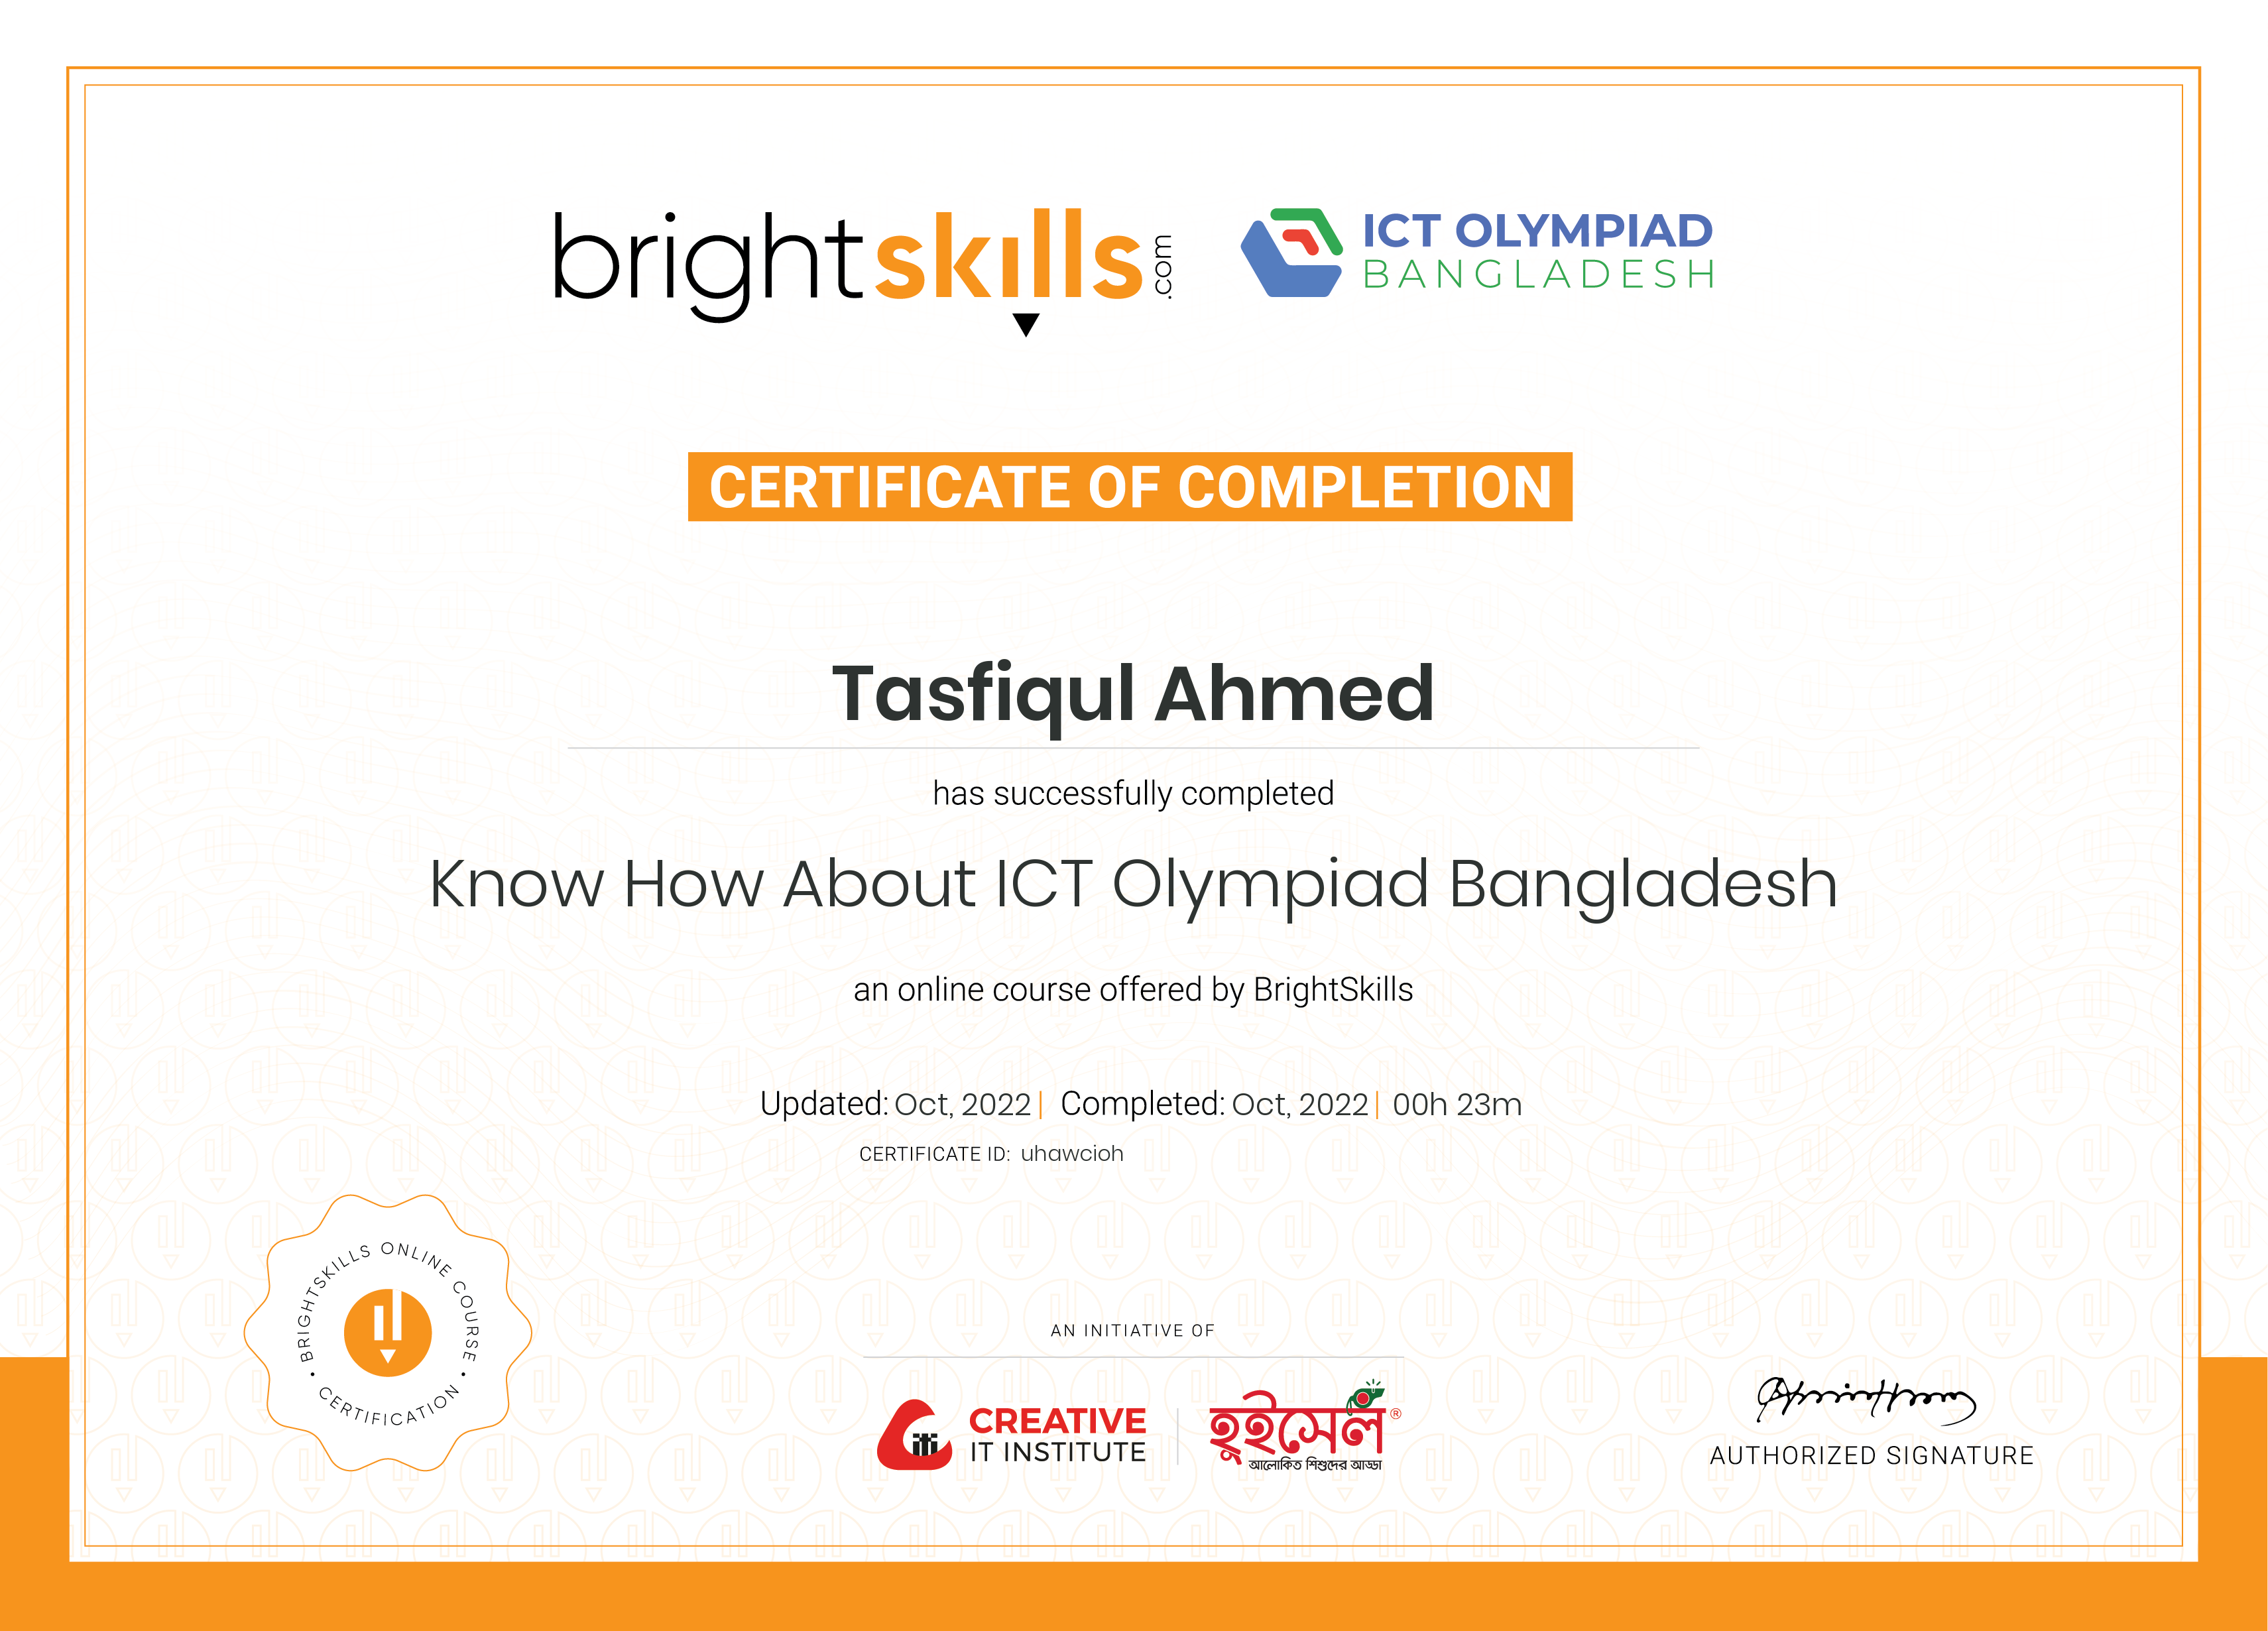 brightskills.com
ICT OLYMPIAD
BANGLADESH
CERTIFICATE OF COMPLETION
Tasfiqul Ahmed
has successfully completed
Know How About ICT Olympiad Bangladesh
an online course offered by BrightSkills
Updated: Oct, 2022 | Completed: Oct, 2022 | 00h 23m
CERTIFICATE ID: uhawcioh
BRIGHTSKILLS ONLINE COURSE
• CERTIFICATION •
AN INITIATIVE OF
CREATIVE
IT INSTITUTE
হুইসেল ®
আলোকিত শিশুদের আড্ডা
AUTHORIZED SIGNATURE